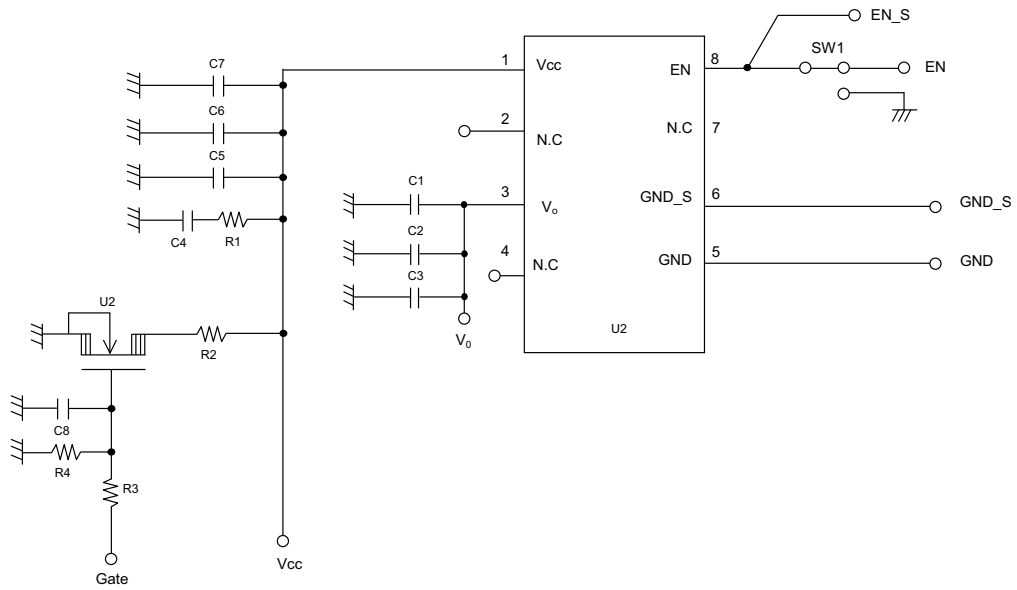 EN_S
C7
1
Vcc
EN
8
SW1
EN
C6
2
N.C
N.C
7
C5
C1
3
Vo
GND_S
6
GND_S
C4
R1
C2
4
N.C
GND
5
GND
C3
U2
R2
V0
U2
C8
R4
R3
Gate
Vcc